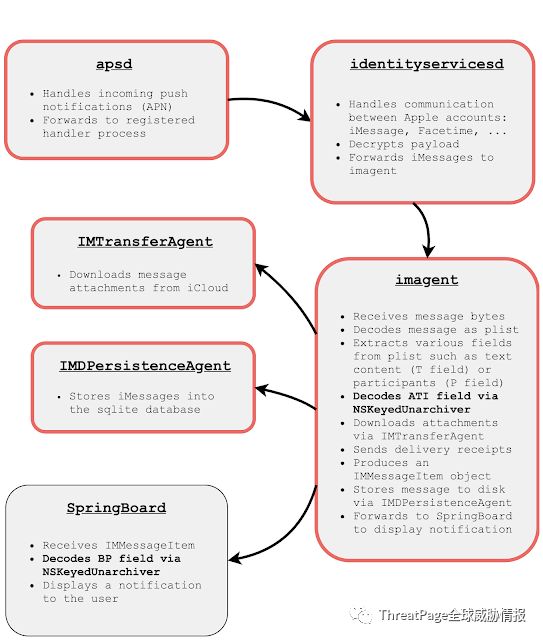 apsd
• Handles incoming push
notifications (APN)
• Forwards to registered
handler process
identityservicesd
• Handles communication
between Apple accounts:
iMessage, Facetime, ...
• Decrypts payload
• Forwards iMessages to
imagent
IMTransferAgent
• Downloads message
attachments from iCloud
IMDPersistenceAgent
• Stores iMessages into
the sqlite database
imagent
• Receives message bytes
• Decodes message as plist
• Extracts various fields
from plist such as text
content (T field) or
participants (P field)
• Decodes ATI field via
NSKeyedUnarchiver
• Downloads attachments
via IMTransferAgent
• Sends delivery receipts
• Produces an
IMMessageItem object
• Stores message to disk
via IMDPersistenceAgent
• Forwards to SpringBoard
to display notification
SpringBoard
• Receives IMMessageItem
• Decodes BP field via
NSKeyedUnarchiver
• Displays a notification
to the user
ThreatPage全球威胁情报